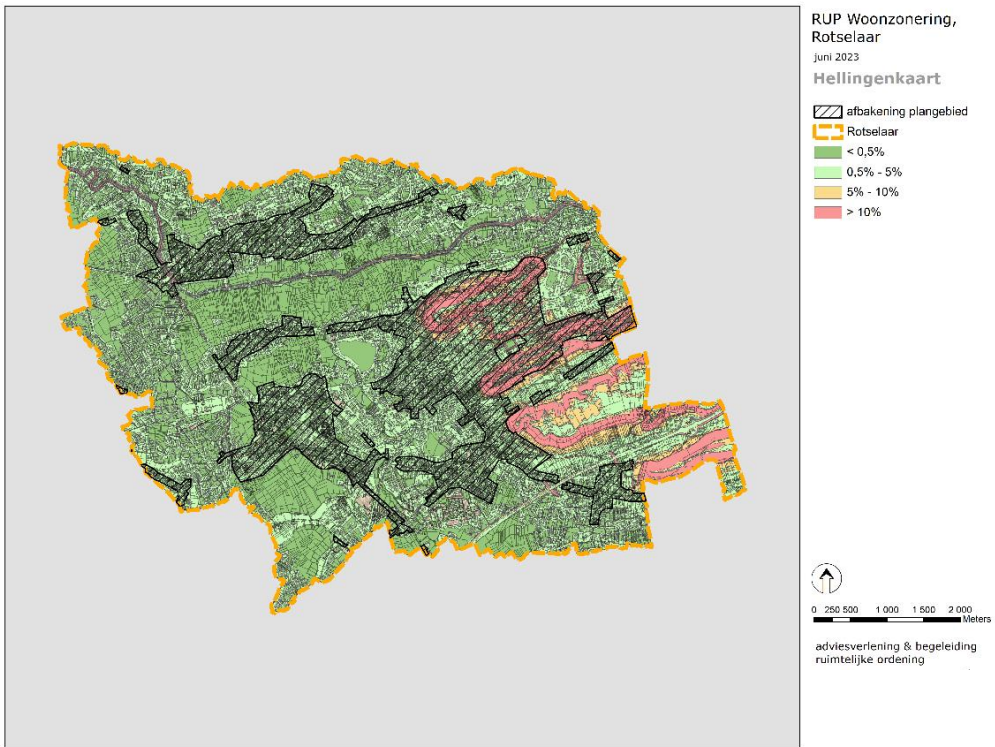 RUP Woonzonering,
Rotselaar
juni 2023
Hellingenkaart
afbakening plangebied
Rotselaar
< 0,5%
0,5% - 5%
5% - 10%
> 10%
0 250 500 1 000 1 500 2 000
Meters
adviesverlening & begeleiding
ruimtelijke ordening